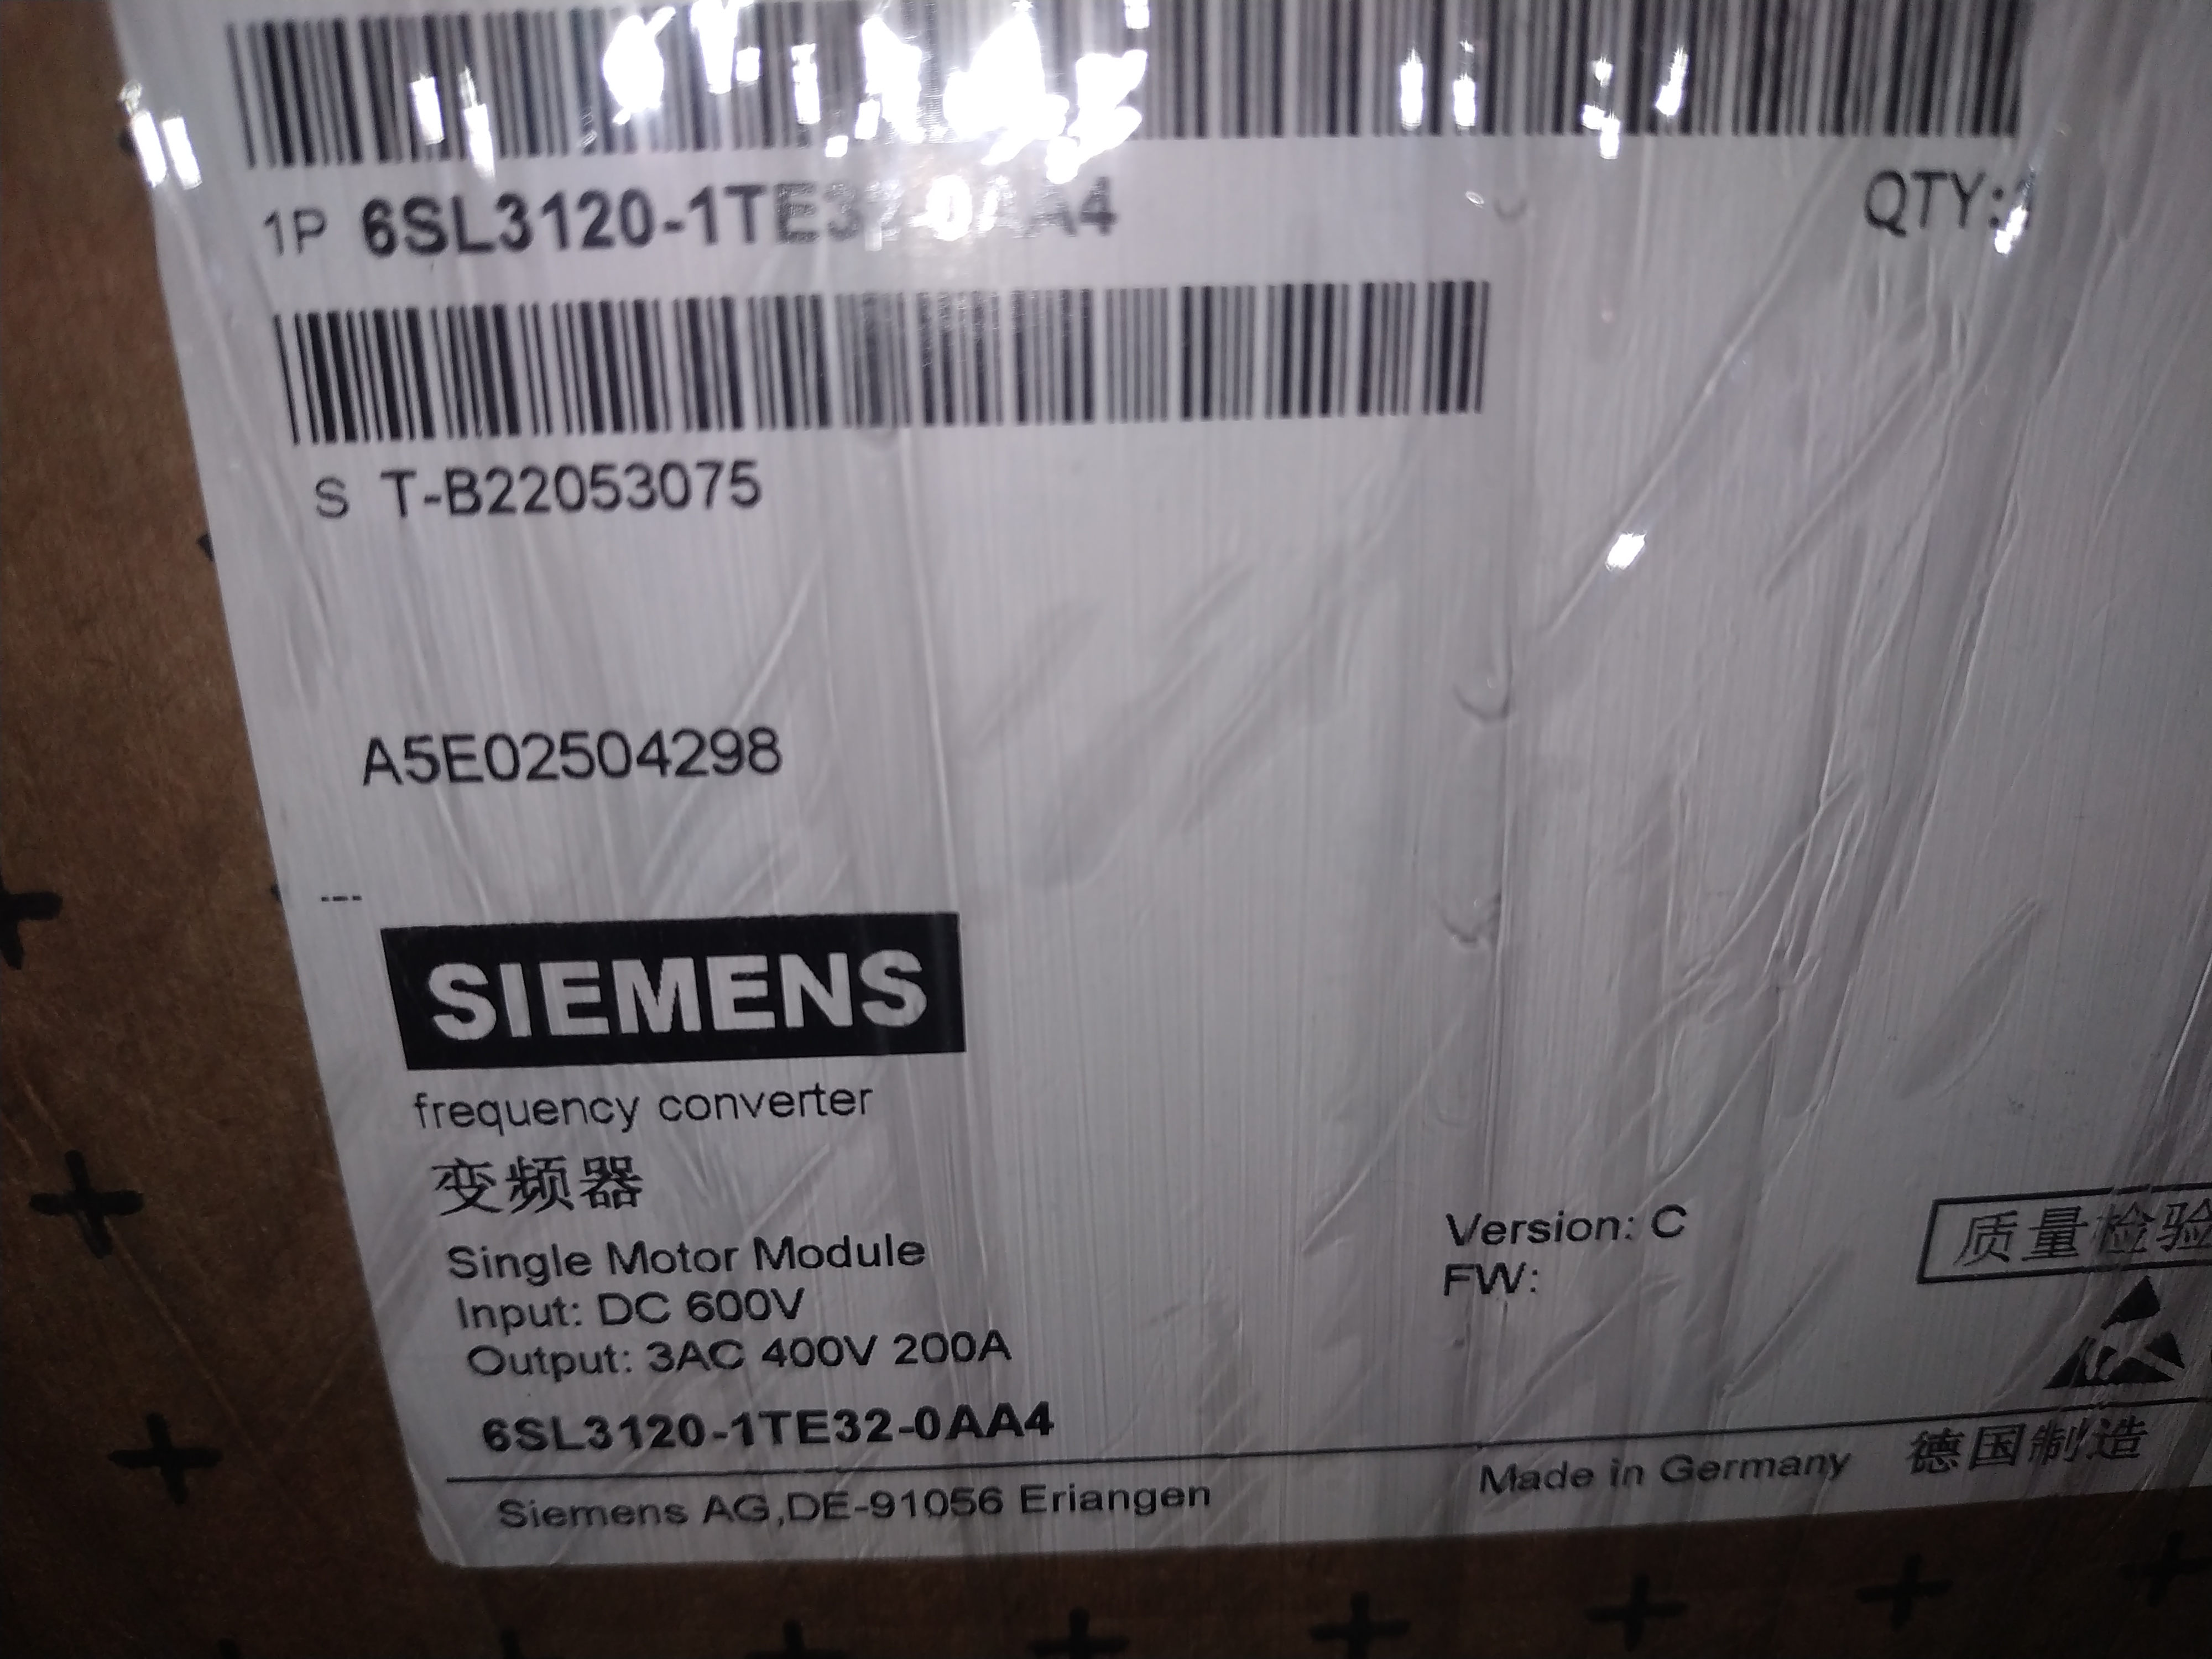 1P 6SL3120-1TE32-0AA4
QTY:
S T-B22053075
A5E02504298
---
SIEMENS
frequency converter
变频器
Single Motor Module
Input: DC 600V
Output: 3AC 400V 200A
6SL3120-1TE32-0AA4
Version: C
FW:
质量检验
Siemens AG,DE-91056 Erlangen
Made in Germany 德国制造